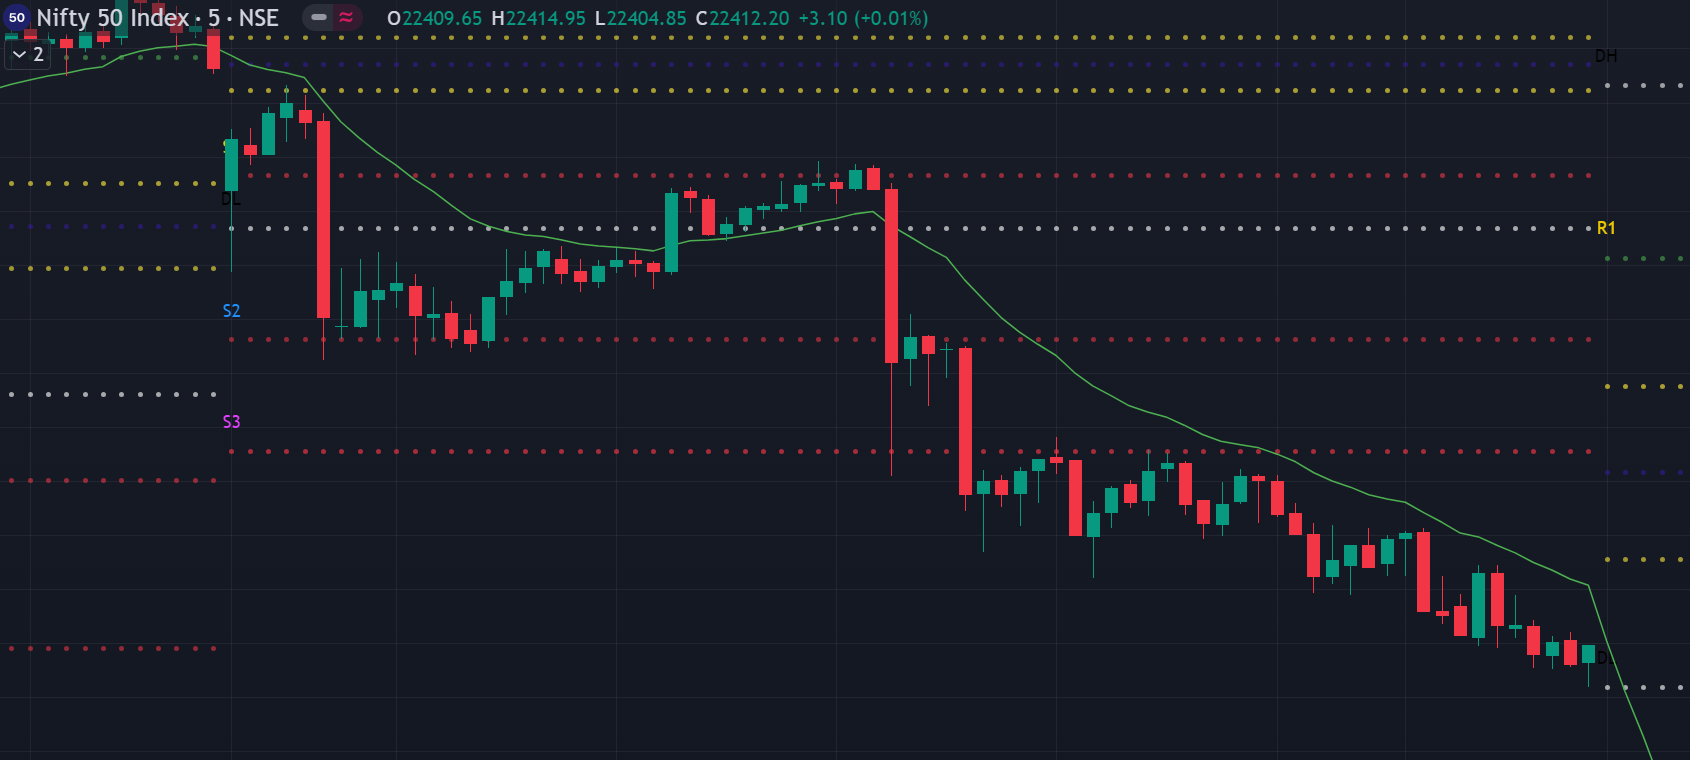 50 Nifty 50 Index · 5 · NSE O22409.65 H22414.95 L22404.85 C22412.20 +3.10 (+0.01%)
2
DH
DL
R1
S2
S3